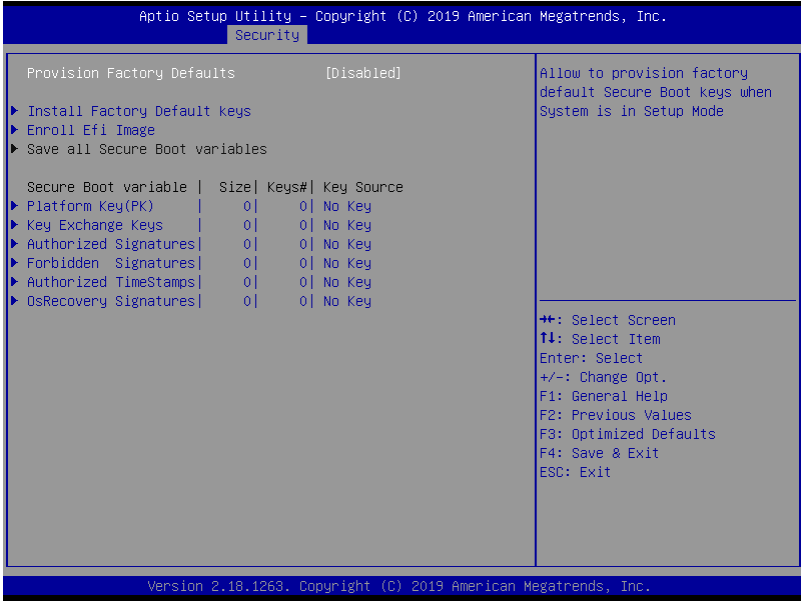 Aptio Setup Utility – Copyright (C) 2019 American Megatrends, Inc.
Security
Provision Factory Defaults [Disabled]
Install Factory Default keys
Enroll Efi Image
Save all Secure Boot variables
Secure Boot variable | Size| Keys#| Key Source
Platform Key(PK) | 0| 0| No Key
Key Exchange Keys | 0| 0| No Key
Authorized Signatures| 0| 0| No Key
Forbidden Signatures| 0| 0| No Key
Authorized TimeStamps| 0| 0| No Key
OsRecovery Signatures| 0| 0| No Key
Allow to provision factory
default Secure Boot keys when
System is in Setup Mode
→←: Select Screen
↑↓: Select Item
Enter: Select
+/-: Change Opt.
F1: General Help
F2: Previous Values
F3: Optimized Defaults
F4: Save & Exit
ESC: Exit
Version 2.18.1263. Copyright (C) 2019 American Megatrends, Inc.